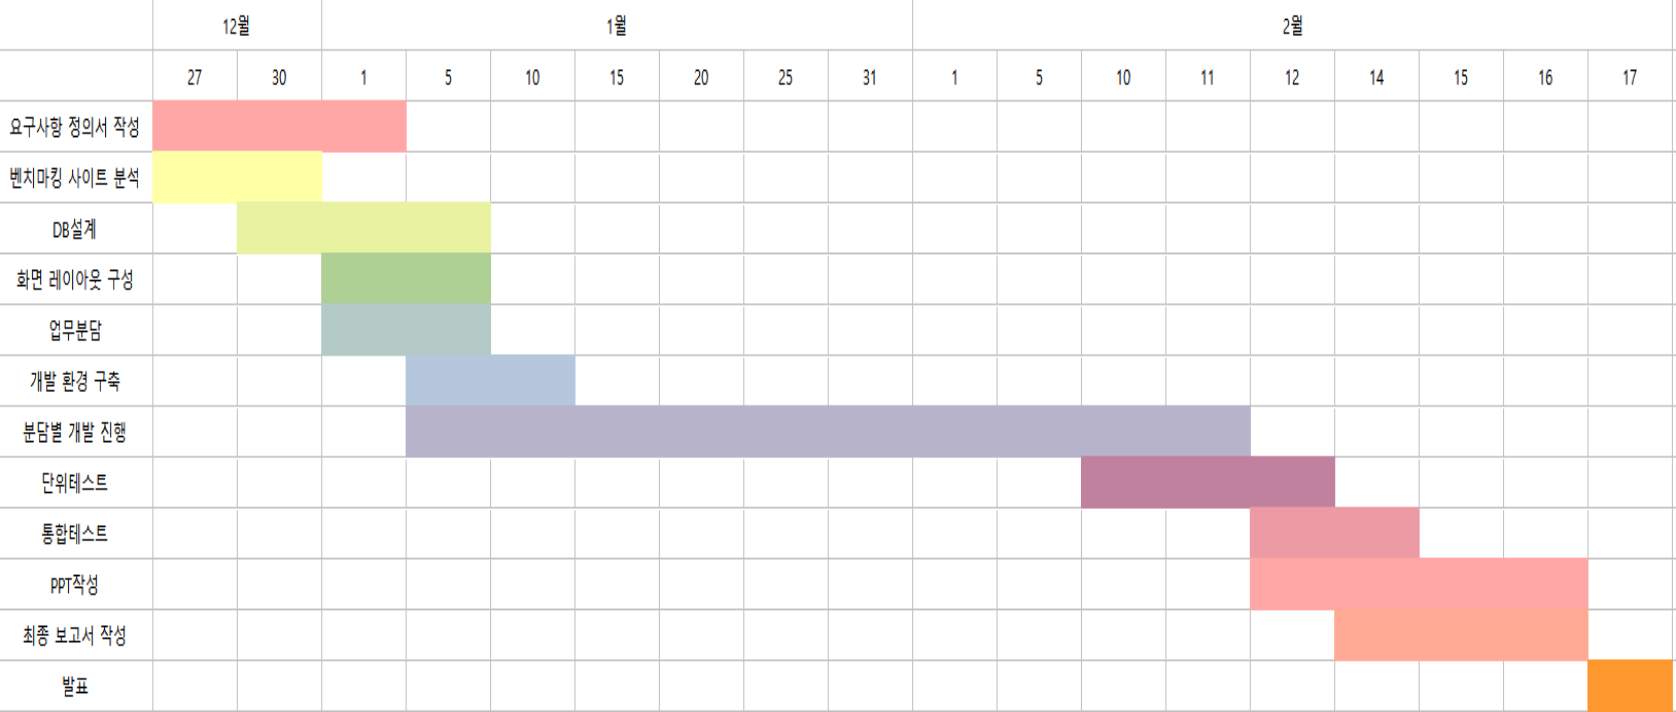 12월 1월 2월
27 30 1 5 10 15 20 25 31 1 5 10 11 12 14 15 16 17
요구사항 정의서 작성
벤치마킹 사이트 분석
DB설계
화면 레이아웃 구성
업무분담
개발 환경 구축
분담별 개발 진행
단위테스트
통합테스트
PPT작성
최종 보고서 작성
발표